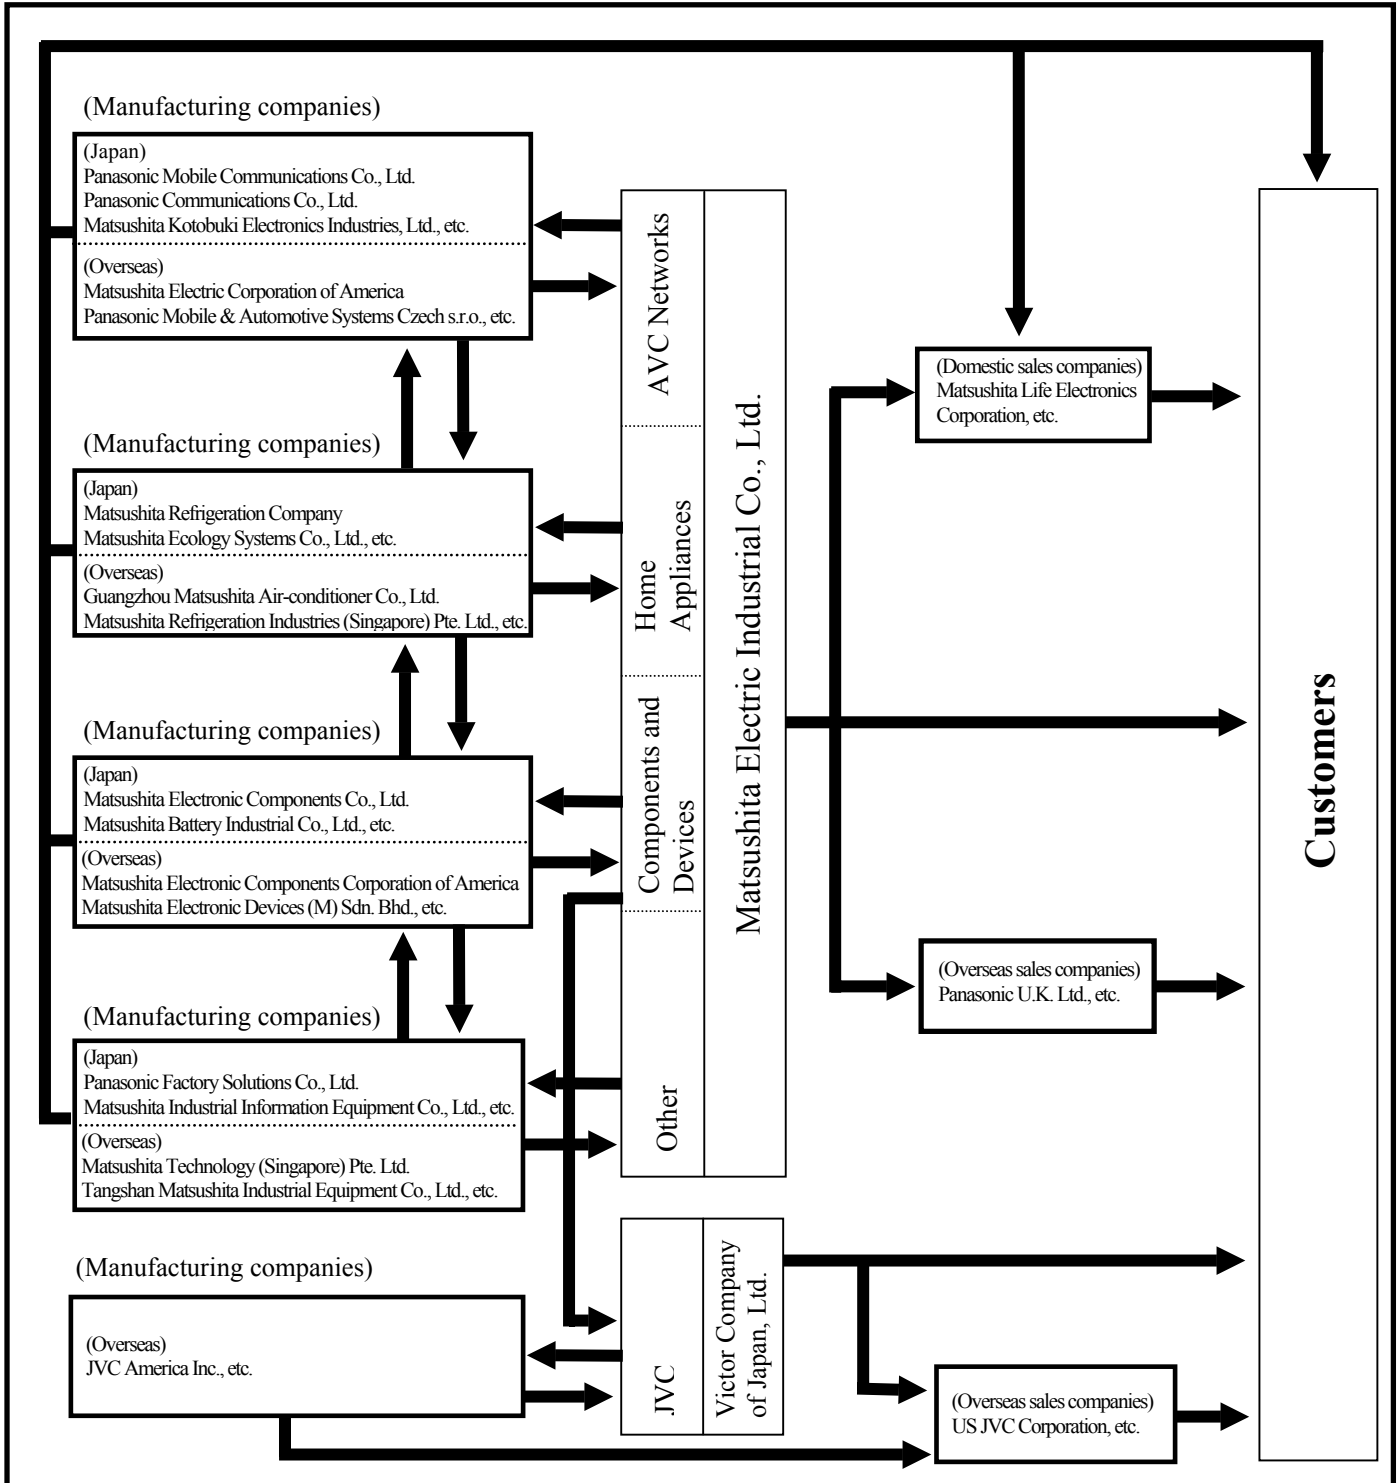 (Manufacturing companies)
(Japan)
Panasonic Mobile Communications Co., Ltd.
Panasonic Communications Co., Ltd.
Matsushita Kotobuki Electronics Industries, Ltd., etc.
(Overseas)
Matsushita Electric Corporation of America
Panasonic Mobile & Automotive Systems Czech s.r.o., etc.
(Manufacturing companies)
(Japan)
Matsushita Refrigeration Company
Matsushita Ecology Systems Co., Ltd., etc.
(Overseas)
Guangzhou Matsushita Air-conditioner Co., Ltd.
Matsushita Refrigeration Industries (Singapore) Pte. Ltd., etc.
(Manufacturing companies)
(Japan)
Matsushita Electronic Components Co., Ltd.
Matsushita Battery Industrial Co., Ltd., etc.
(Overseas)
Matsushita Electronic Components Corporation of America
Matsushita Electronic Devices (M) Sdn. Bhd., etc.
(Manufacturing companies)
(Japan)
Panasonic Factory Solutions Co., Ltd.
Matsushita Industrial Information Equipment Co., Ltd., etc.
(Overseas)
Matsushita Technology (Singapore) Pte. Ltd.
Tangshan Matsushita Industrial Equipment Co., Ltd., etc.
(Manufacturing companies)
(Overseas)
JVC America Inc., etc.
AVC Networks
Home
Appliances
Components and
Devices
Other
Matsushita Electric Industrial Co., Ltd.
JVC
Victor Company
of Japan, Ltd.
(Domestic sales companies)
Matsushita Life Electronics
Corporation, etc.
(Overseas sales companies)
Panasonic U.K. Ltd., etc.
(Overseas sales companies)
US JVC Corporation, etc.
Customers